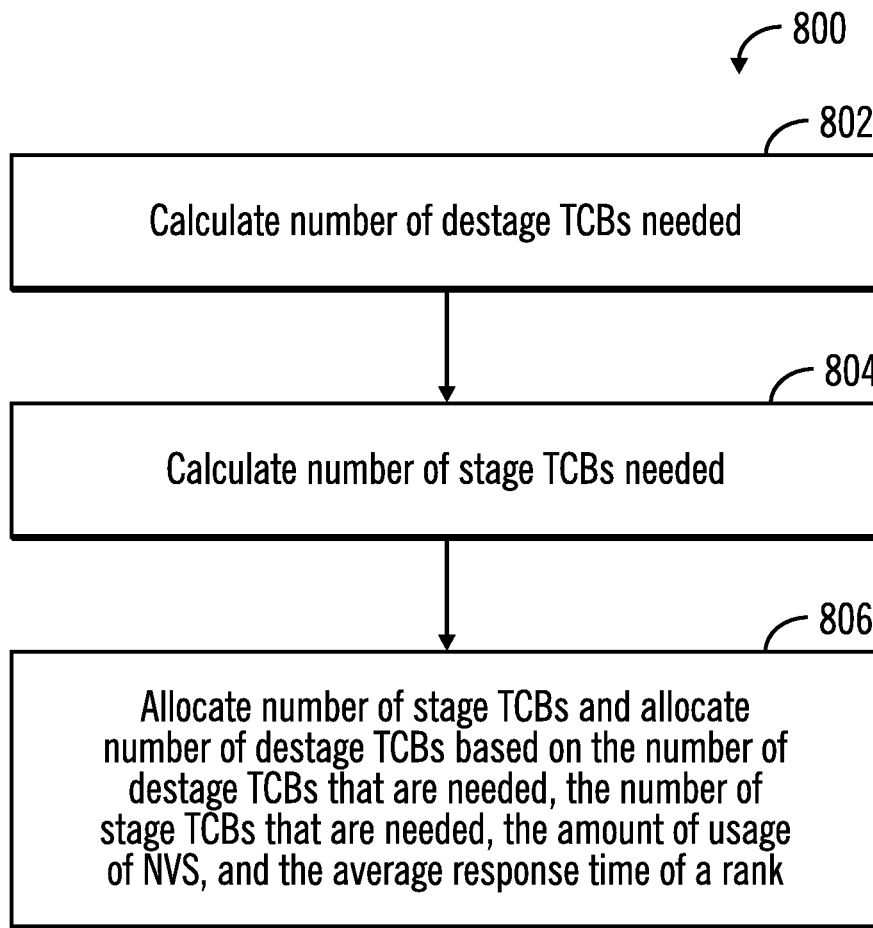 800
802
Calculate number of destage TCBs needed
804
Calculate number of stage TCBs needed
806
Allocate number of stage TCBs and allocate
number of destage TCBs based on the number of
destage TCBs that are needed, the number of
stage TCBs that are needed, the amount of usage
of NVS, and the average response time of a rank